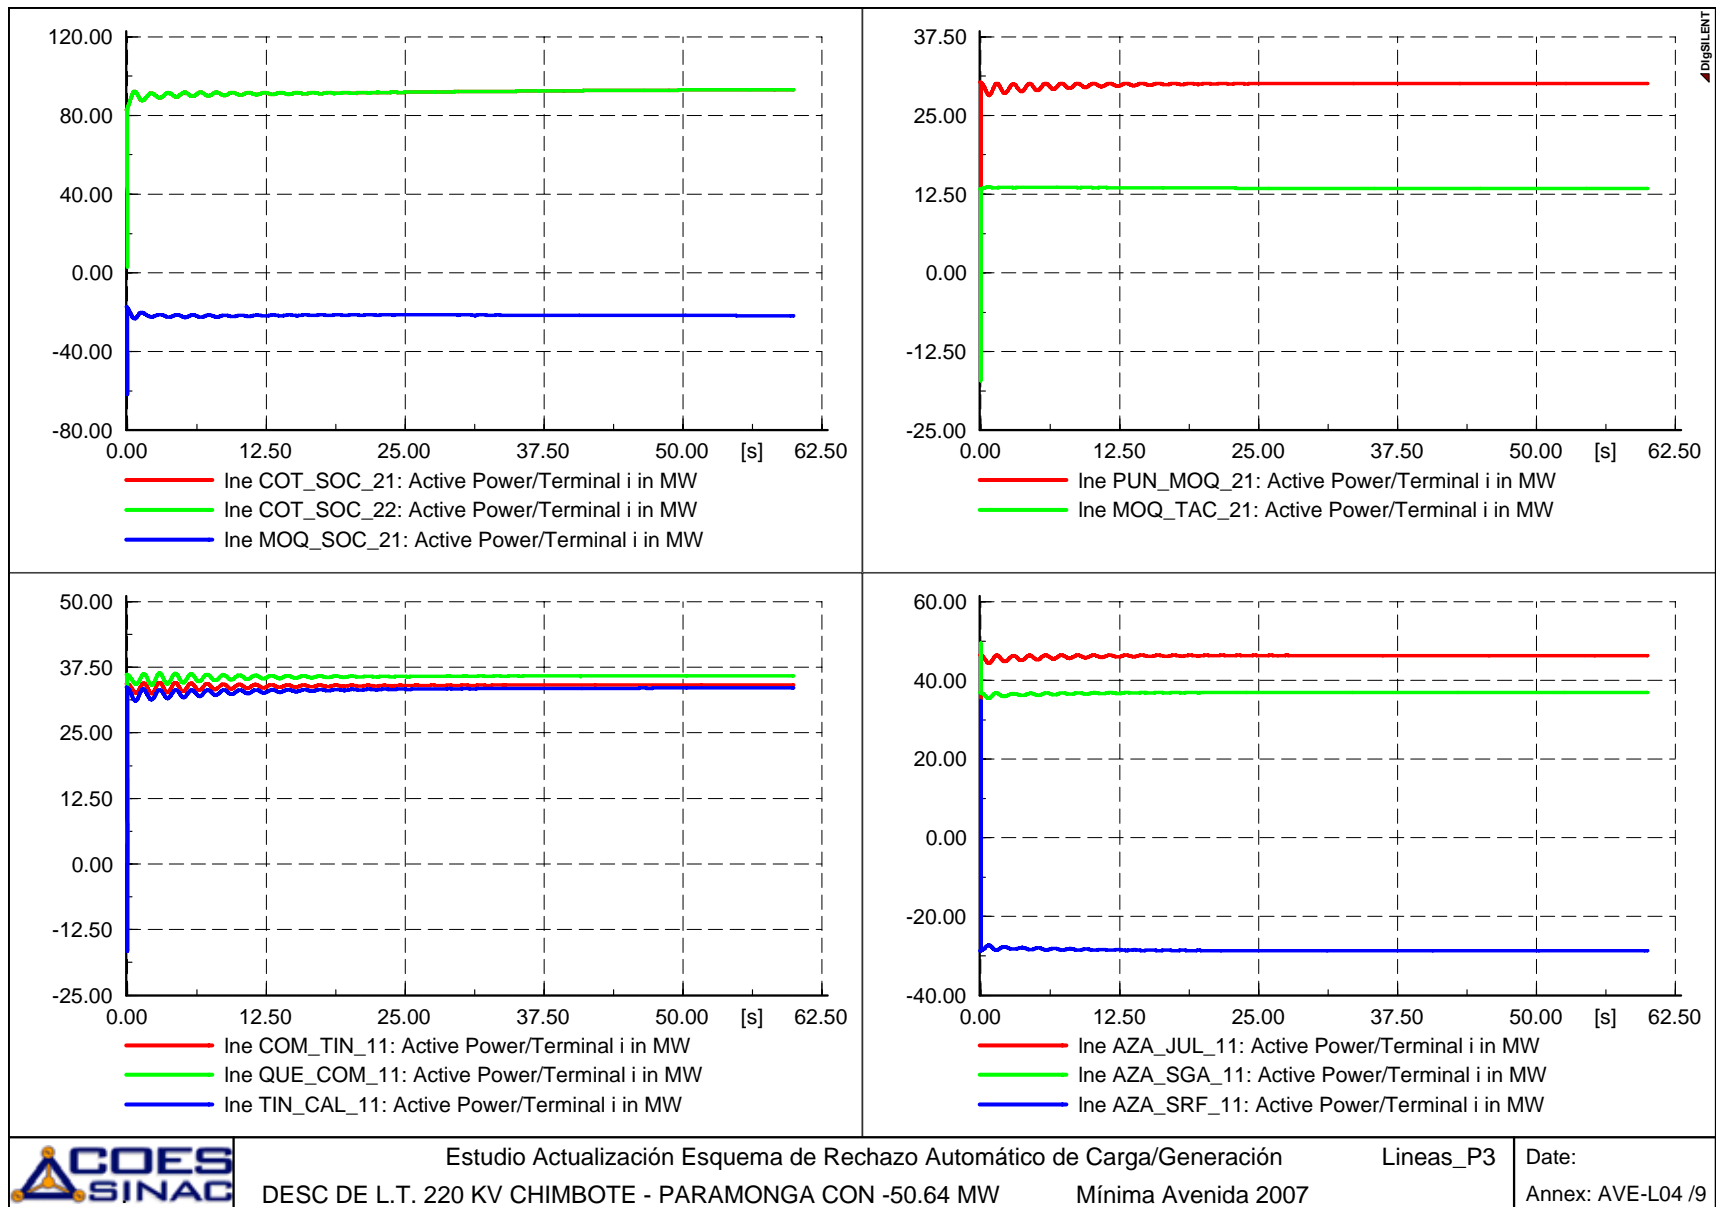 120.00
80.00
40.00
0.00
-40.00
-80.00
0.00 12.50 25.00 37.50 50.00 [s] 62.50
lne COT_SOC_21: Active Power/Terminal i in MW
lne COT_SOC_22: Active Power/Terminal i in MW
lne MOQ_SOC_21: Active Power/Terminal i in MW
37.50
25.00
12.50
0.00
-12.50
-25.00
0.00 12.50 25.00 37.50 50.00 [s] 62.50
lne PUN_MOQ_21: Active Power/Terminal i in MW
lne MOQ_TAC_21: Active Power/Terminal i in MW
DIgSILENT
50.00
37.50
25.00
12.50
0.00
-12.50
-25.00
0.00 12.50 25.00 37.50 50.00 [s] 62.50
lne COM_TIN_11: Active Power/Terminal i in MW
lne QUE_COM_11: Active Power/Terminal i in MW
lne TIN_CAL_11: Active Power/Terminal i in MW
60.00
40.00
20.00
0.00
-20.00
-40.00
0.00 12.50 25.00 37.50 50.00 [s] 62.50
lne AZA_JUL_11: Active Power/Terminal i in MW
lne AZA_SGA_11: Active Power/Terminal i in MW
lne AZA_SRF_11: Active Power/Terminal i in MW
COES
SINAC
Estudio Actualización Esquema de Rechazo Automático de Carga/Generación Lineas_P3
DESC DE L.T. 220 KV CHIMBOTE - PARAMONGA CON -50.64 MW Mínima Avenida 2007
Date:
Annex: AVE-L04 /9